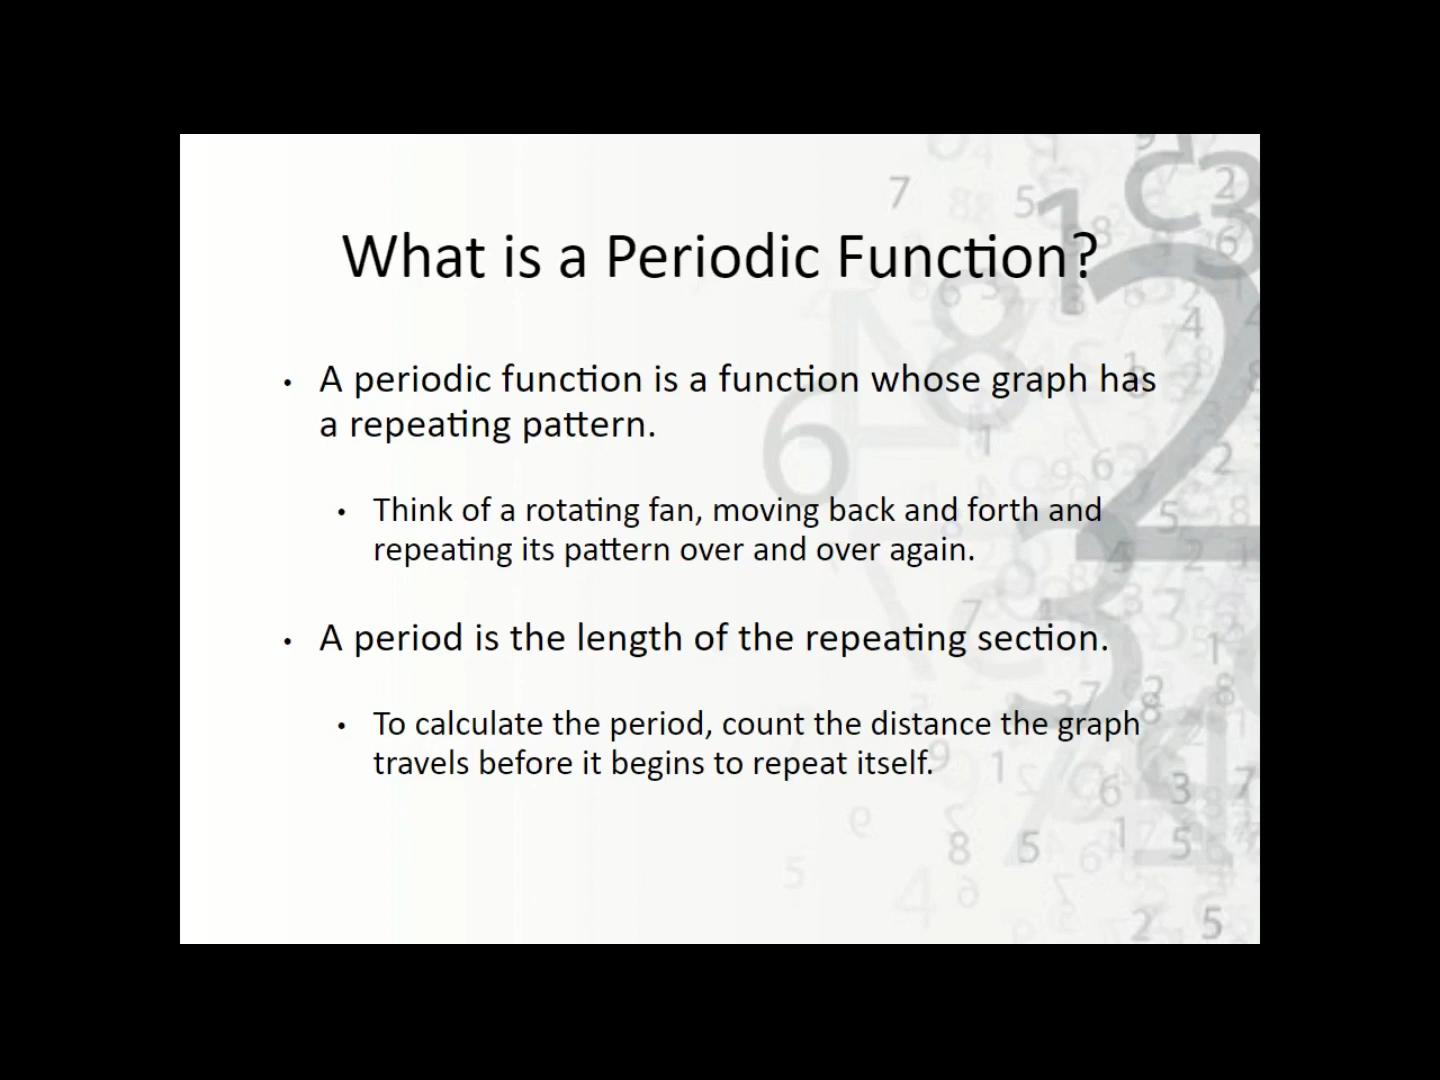 What is a Periodic Function?
• A periodic function is a function whose graph has
a repeating pattern.
• Think of a rotating fan, moving back and forth and
repeating its pattern over and over again.
• A period is the length of the repeating section.
• To calculate the period, count the distance the graph
travels before it begins to repeat itself.